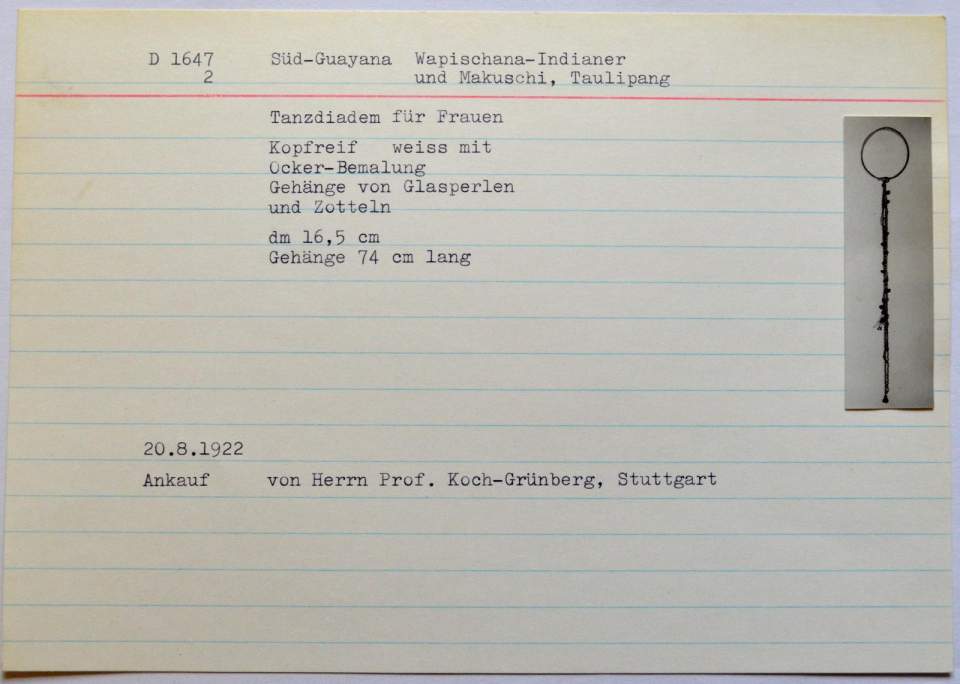 D 1647 Süd-Guayana Wapischana-Indianer
2 und Makuschi, Taulipang
Tanzdiadem für Frauen
Kopfreif weiss mit
Ocker-Bemalung
Gehänge von Glasperlen
und Zotteln
dm 16,5 cm
Gehänge 74 cm lang
20.8.1922
Ankauf von Herrn Prof. Koch-Grünberg, Stuttgart